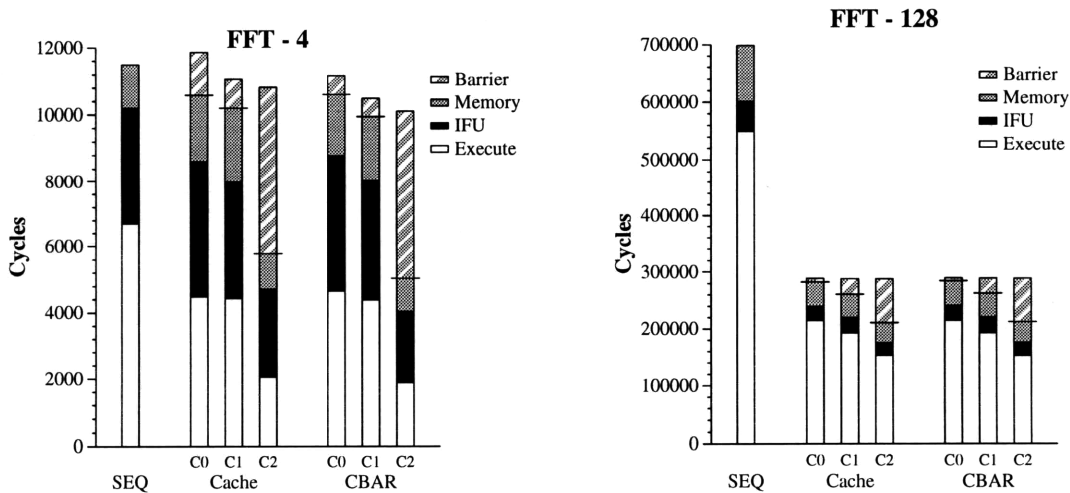 FFT - 4
12000
10000
8000
6000
4000
2000
0
Cycles
Barrier
Memory
IFU
Execute
C0 C1 C2 C0 C1 C2
SEQ Cache CBAR
FFT - 128
700000
600000
500000
400000
300000
200000
100000
0
Cycles
Barrier
Memory
IFU
Execute
C0 C1 C2 C0 C1 C2
SEQ Cache CBAR